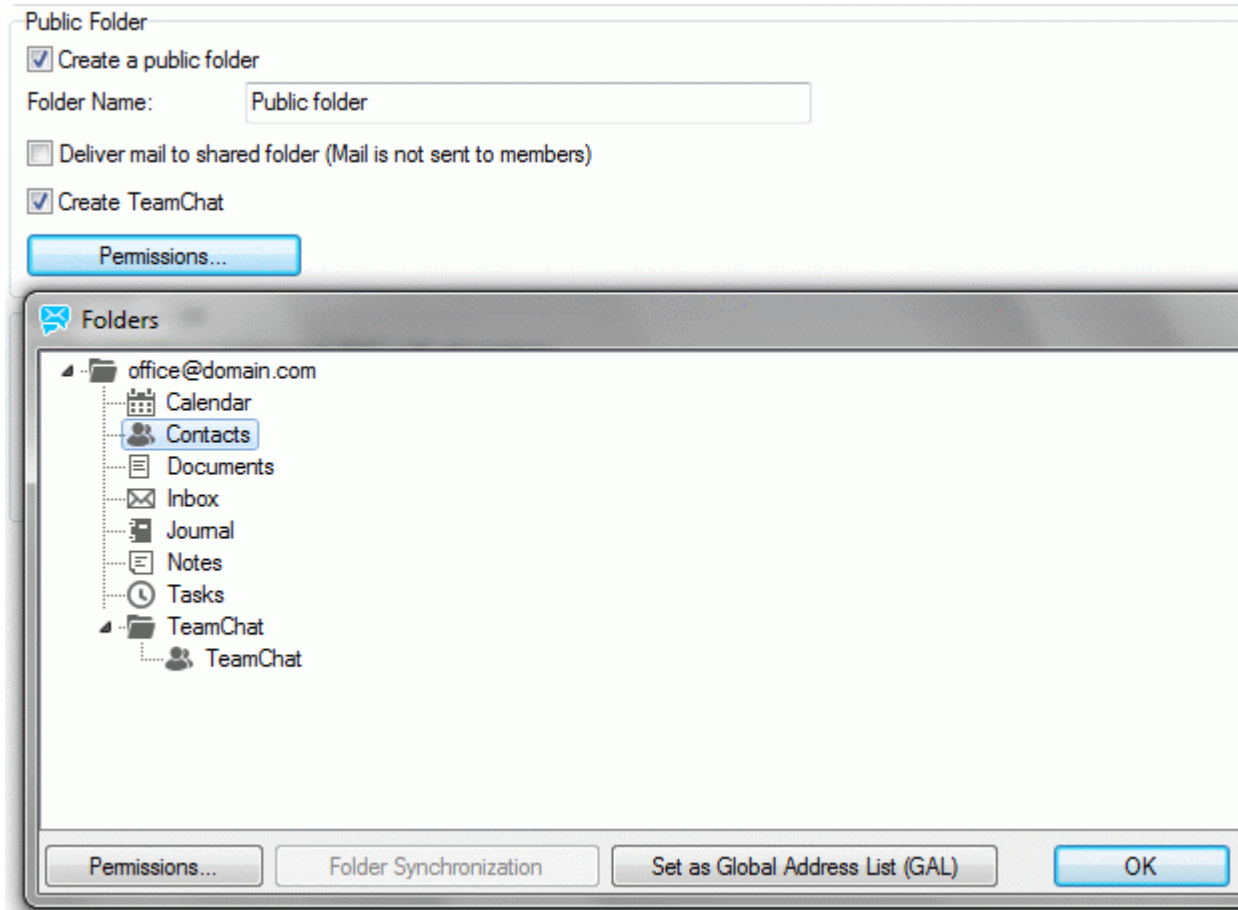 Public Folder
Create a public folder
Folder Name: Public folder
Deliver mail to shared folder (Mail is not sent to members)
Create TeamChat
Permissions...
Folders
office@domain.com
Calendar
Contacts
Documents
Inbox
Journal
Notes
Tasks
TeamChat
TeamChat
Permissions... Folder Synchronization Set as Global Address List (GAL) OK